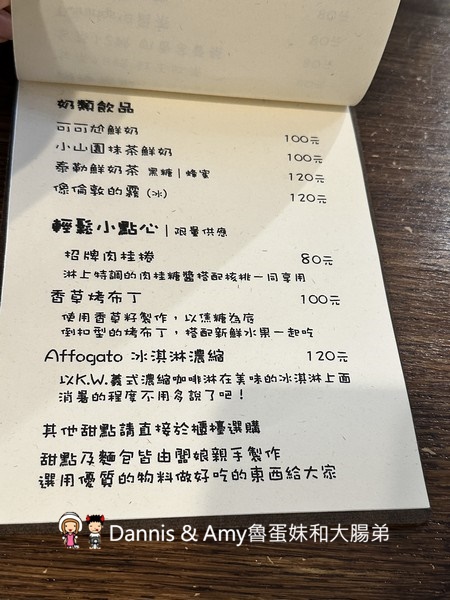 奶類飲品
可可尬鮮奶 100元
小山園抹茶鮮奶 100元
泰勒鮮奶茶 黑糖|蜂蜜 120元
像倫敦的霧(冰) 120元
輕鬆小點心|限量供應
招牌肉桂捲 80元
淋上特調的肉桂糖醬搭配核桃一同享用
香草烤布丁 100元
使用香草籽製作，以焦糖為底
倒扣型的烤布丁，搭配新鮮水果一起吃
Affogato 冰淇淋濃縮 120元
以K.W.義式濃縮咖啡淋在美味的冰淇淋上面
消暑的程度不用多說了吧！
其他甜點請直接於櫃檯選購
甜點及麵包皆由闆娘親手製作
選用優質的物料做好吃的東西給大家
Dannis & Amy魯蛋妹和大腸弟